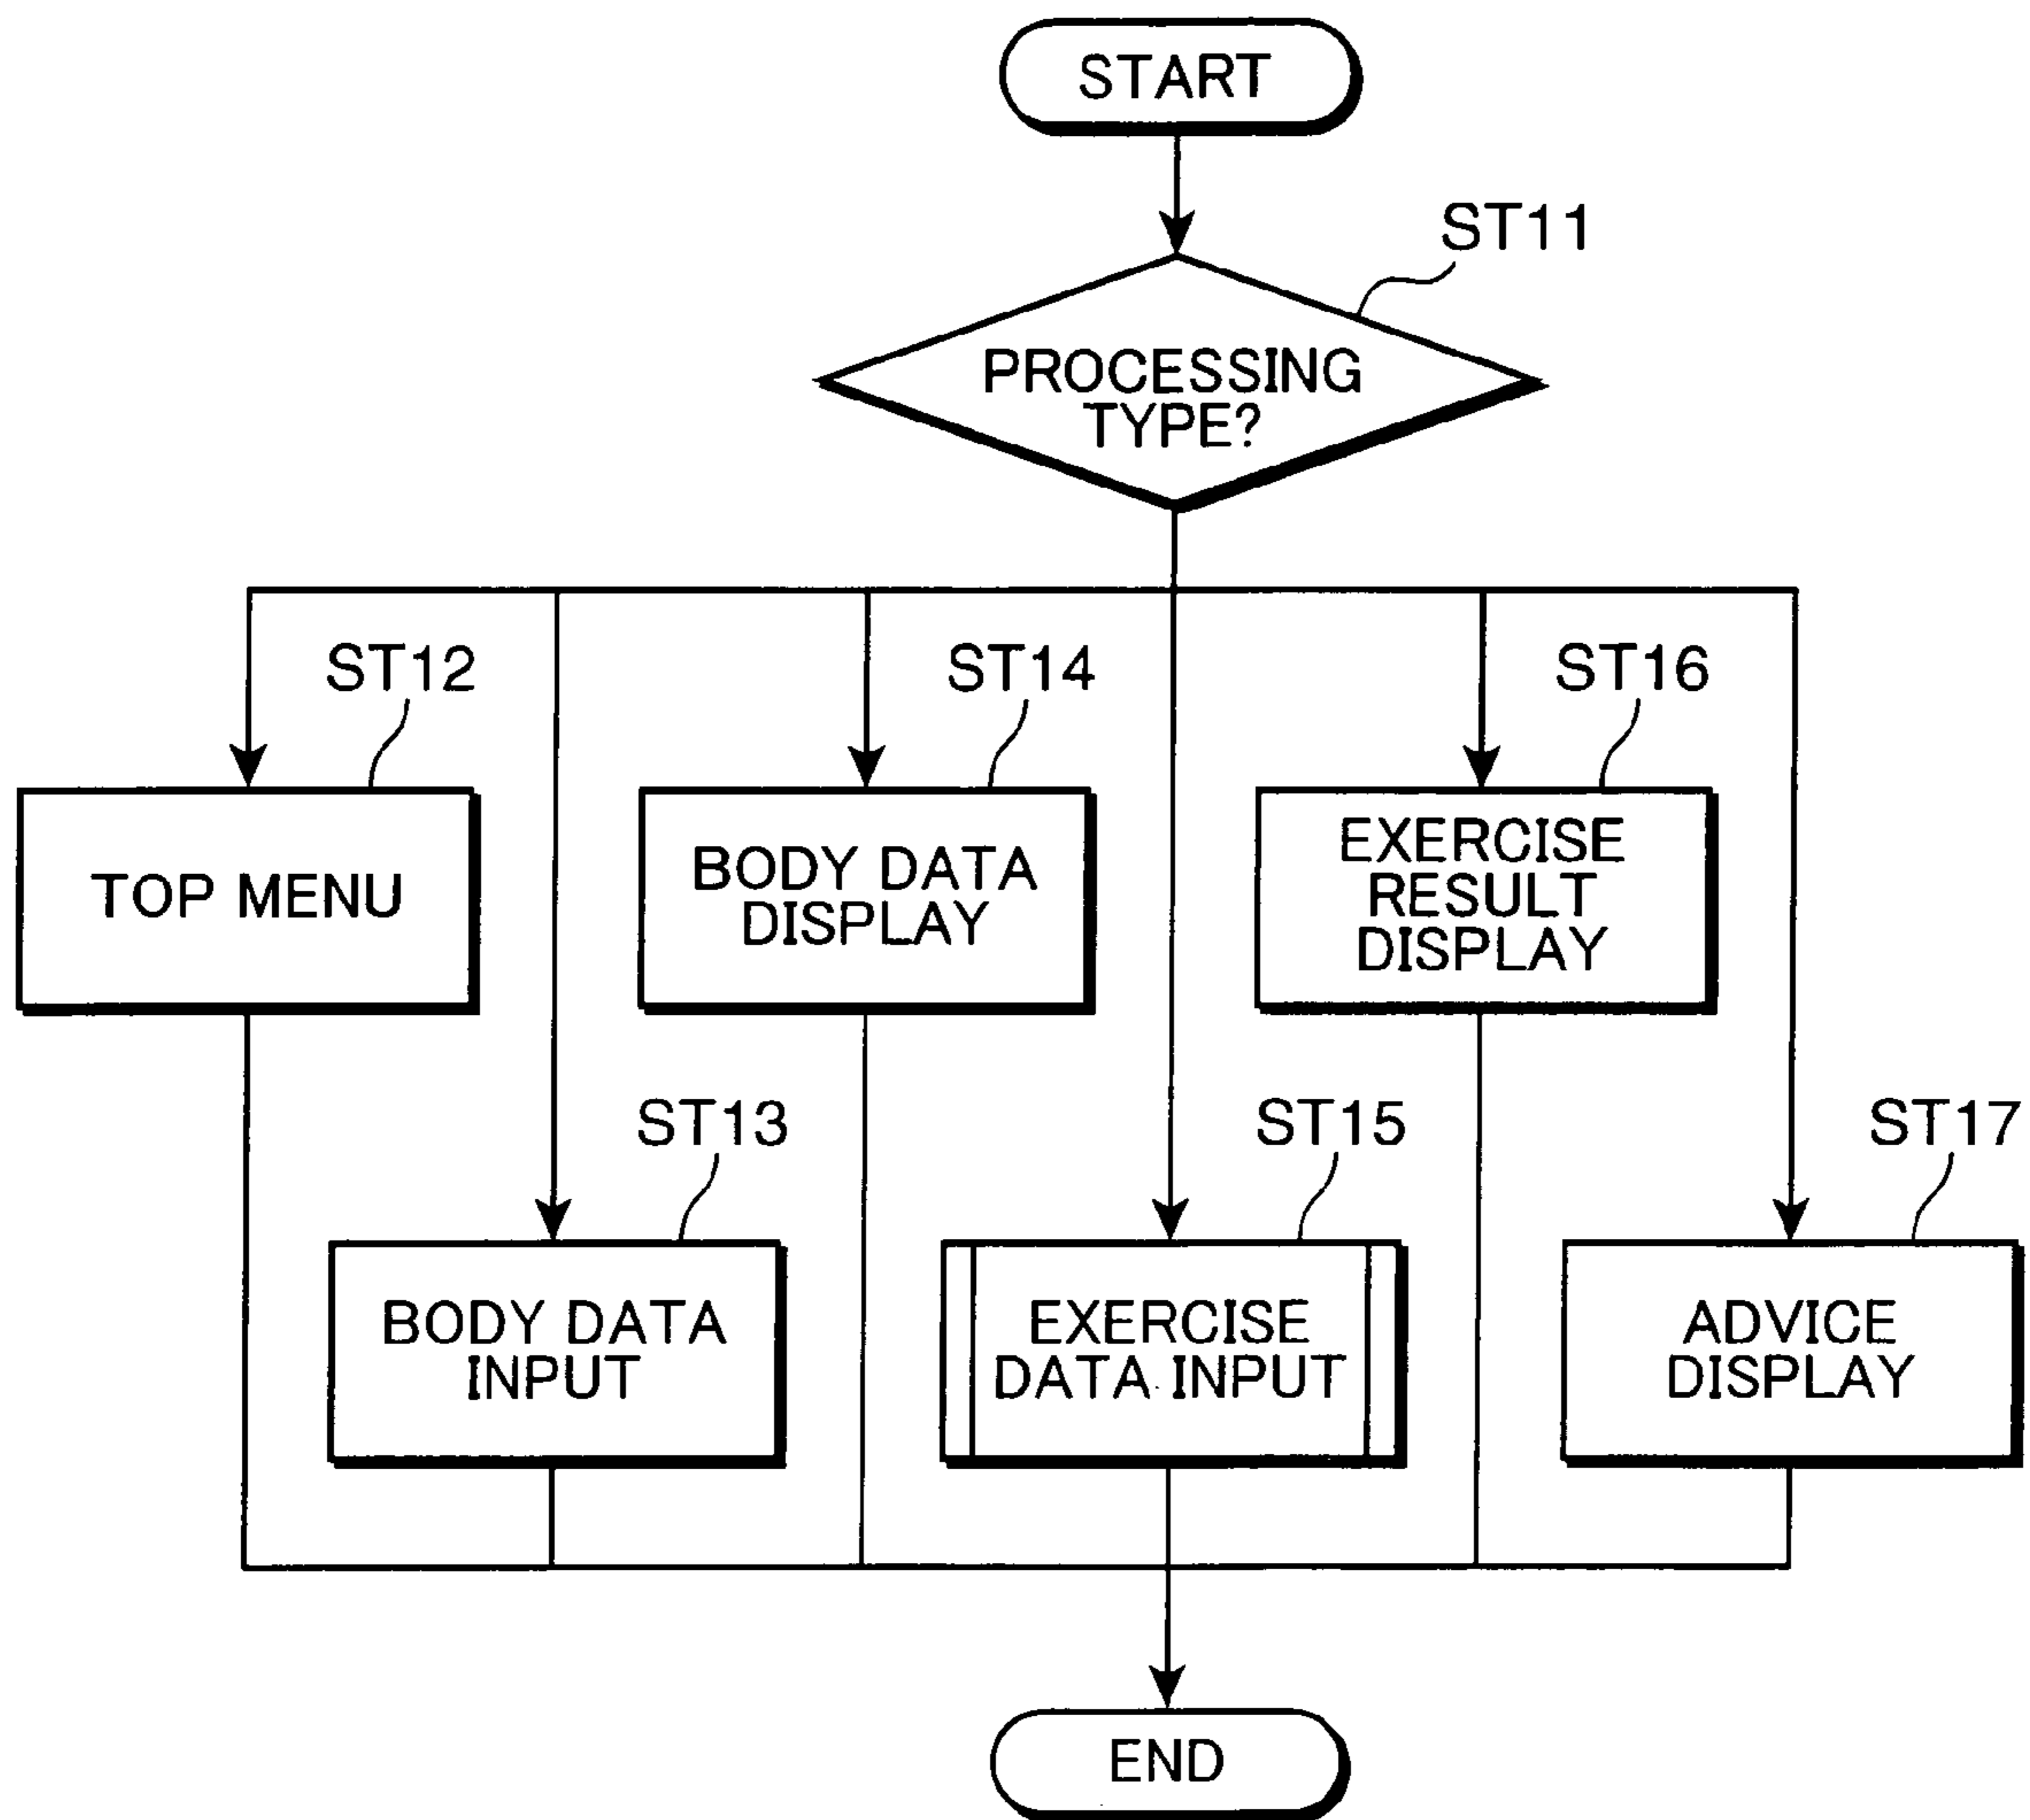 START
ST11
PROCESSING
TYPE?
ST12
ST14
ST16
TOP MENU
BODY DATA
DISPLAY
EXERCISE
RESULT
DISPLAY
ST13
ST15
ST17
BODY DATA
INPUT
EXERCISE
DATA INPUT
ADVICE
DISPLAY
END